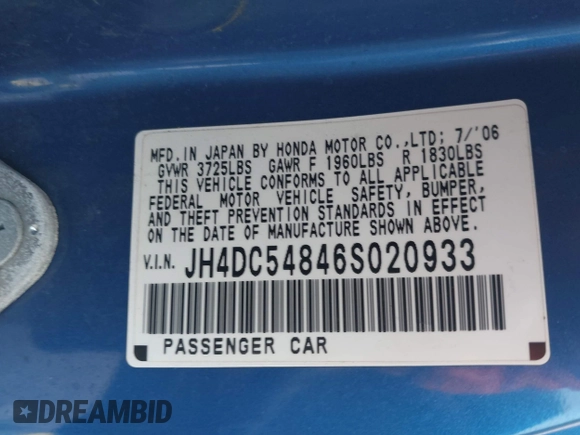 MFD. IN JAPAN BY HONDA MOTOR CO.,LTD; 7/'06
GVWR 3725LBS GAWR F 1960LBS R 1830LBS
THIS VEHICLE CONFORMS TO ALL APPLICABLE
FEDERAL MOTOR VEHICLE SAFETY, BUMPER,
AND THEFT PREVENTION STANDARDS IN EFFECT
ON THE DATE OF MANUFACTURE SHOWN ABOVE.
V.I.N. JH4DC54846S020933
PASSENGER CAR
DREAMBID